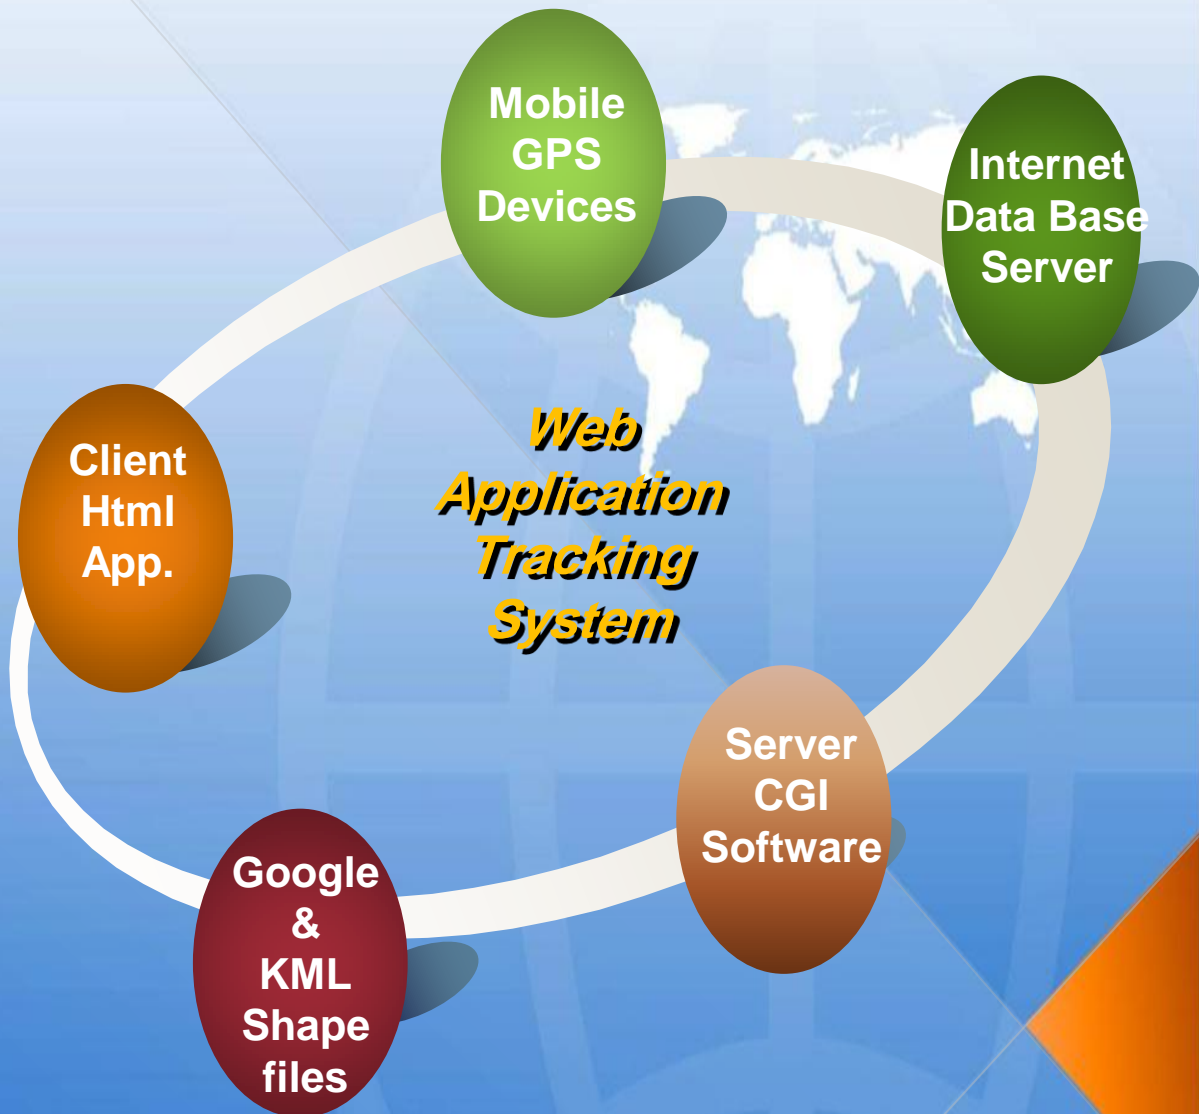 Mobile
GPS
Devices
Internet
Data Base
Server
Client
Html
App.
Web
Application
Tracking
System
Server
CGI
Software
Google
&
KML
Shape
files